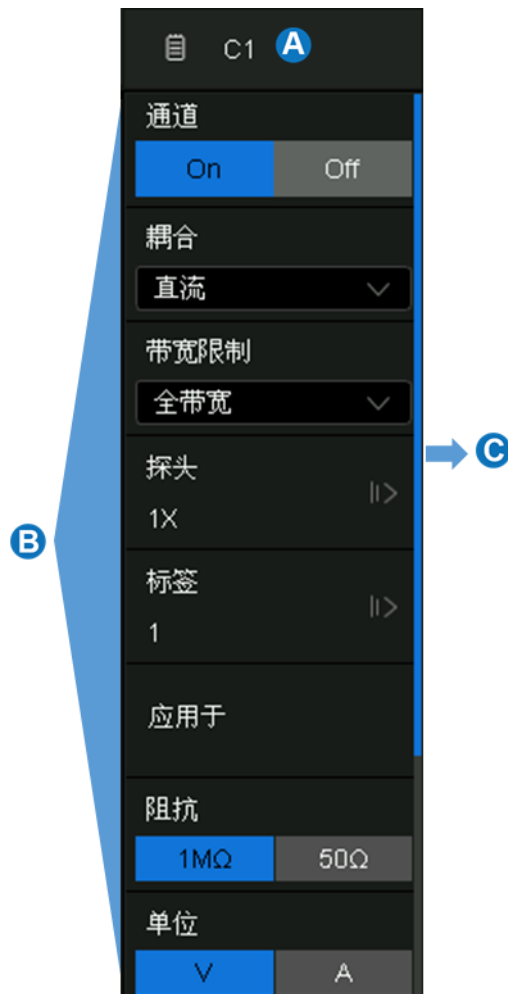 C1 A
通道
On Off
耦合
直流
带宽限制
全带宽
探头
1X
标签
1
应用于
阻抗
1MΩ 50Ω
单位
V A
B
C